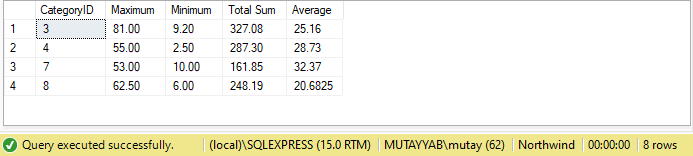 CategoryID Maximum Minimum Total Sum Average
1 3 81.00 9.20 327.08 25.16
2 4 55.00 2.50 287.30 28.73
3 7 53.00 10.00 161.85 32.37
4 8 62.50 6.00 248.19 20.6825
Query executed successfully. (local)\SQLEXPRESS (15.0 RTM) MUTAYYAB\mutay (62) Northwind 00:00:00 8 rows